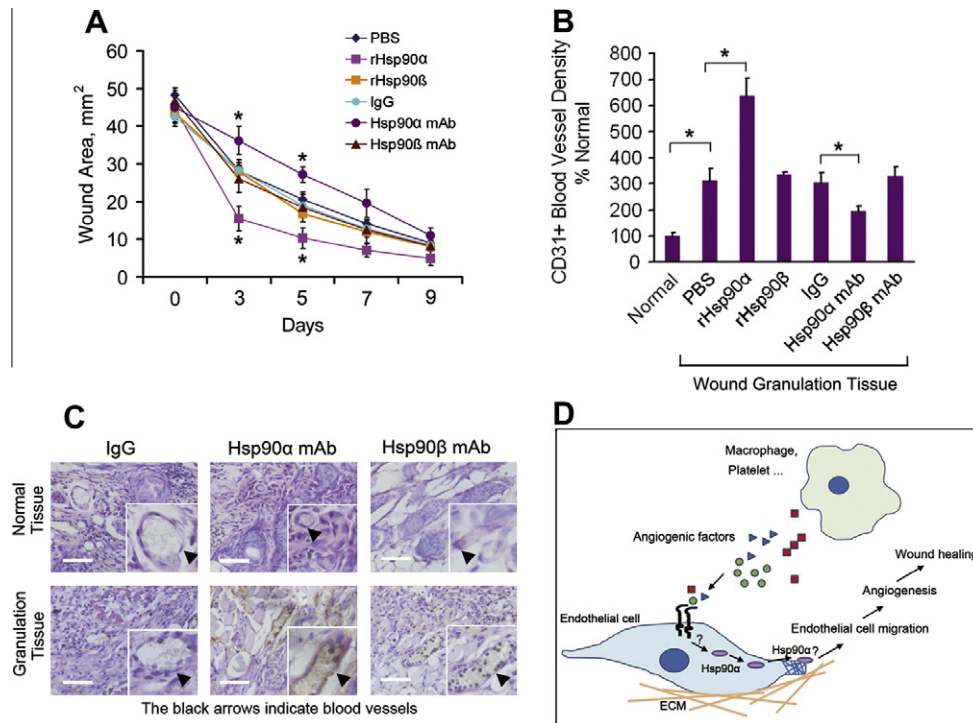 A
PBS
rHsp90α
rHsp90ß
IgG
Hsp90α mAb
Hsp90ß mAb
Wound Area, mm²
60
50
40
30
20
10
0
* *
* *
0 3 5 7 9
Days
B
CD31+ Blood Vessel Density
% Normal
800
700
600
500
400
300
200
100
0
* * *
Normal
PBS
rHsp90α
rHsp90β
IgG
Hsp90α mAb
Hsp90β mAb
Wound Granulation Tissue
C
IgG Hsp90α mAb Hsp90β mAb
Normal
Tissue
Granulation
Tissue
The black arrows indicate blood vessels
D
Macrophage,
Platelet ...
Angiogenic factors
Wound healing
Angiogenesis
Endothelial cell
Endothelial cell migration
?
Hsp90α
Hsp90α?
ECM